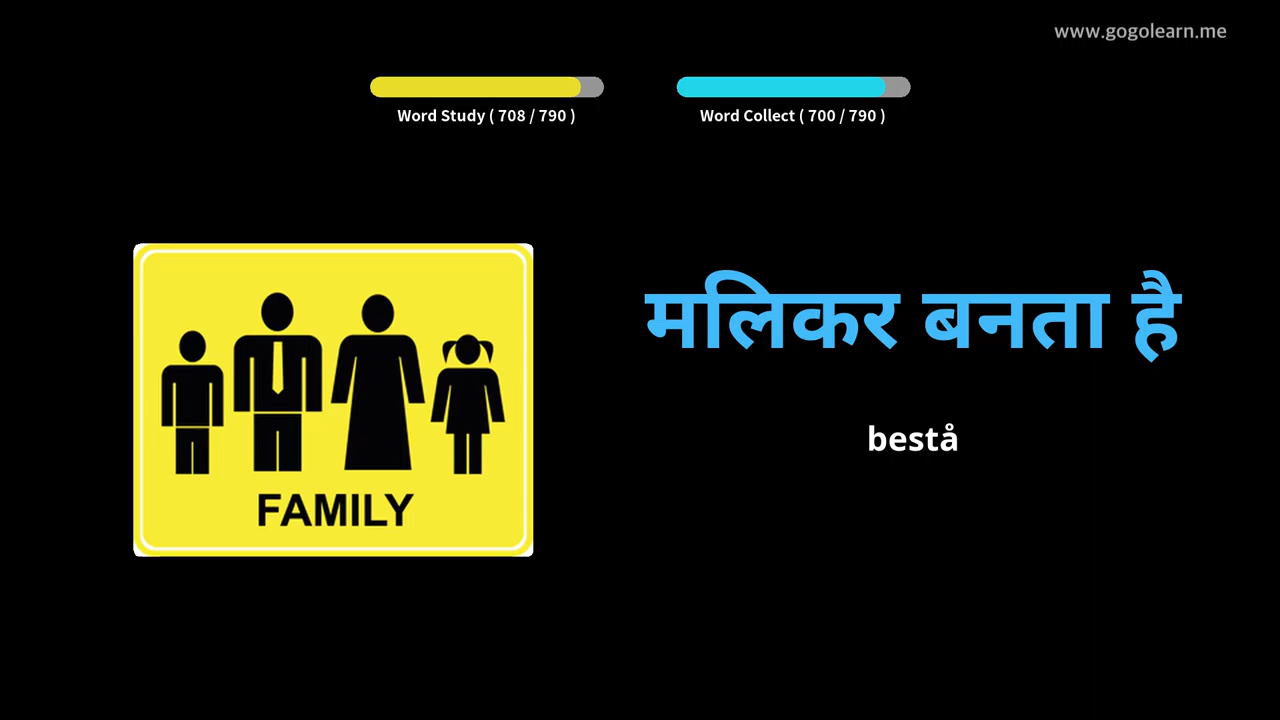 www.gogolearn.me
Word Study ( 708 / 790 )
Word Collect ( 700 / 790 )
मलिकर बनता है
bestå
FAMILY